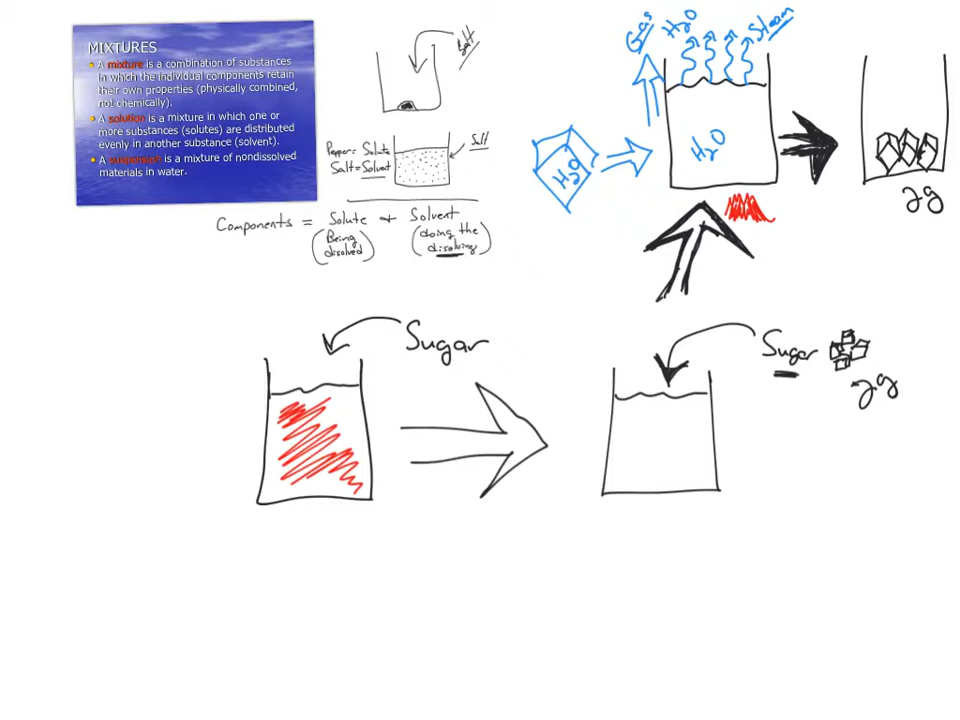 MIXTURES
A mixture is a combination of substances
in which the individual components retain
their own properties (physically combined,
not chemically).
A solution is a mixture in which one or
more substances (solutes) are distributed
evenly in another substance (solvent).
A suspension is a mixture of nondissolved
materials in water.
Salt
Pepper = Solute
Salt = Solvent
Salt
Components = Solute + Solvent
(Being disolved)
(doing the disolving)
Gas
H2O
Steam
H2O
H2O
2g
Sugar
Sugar
2g